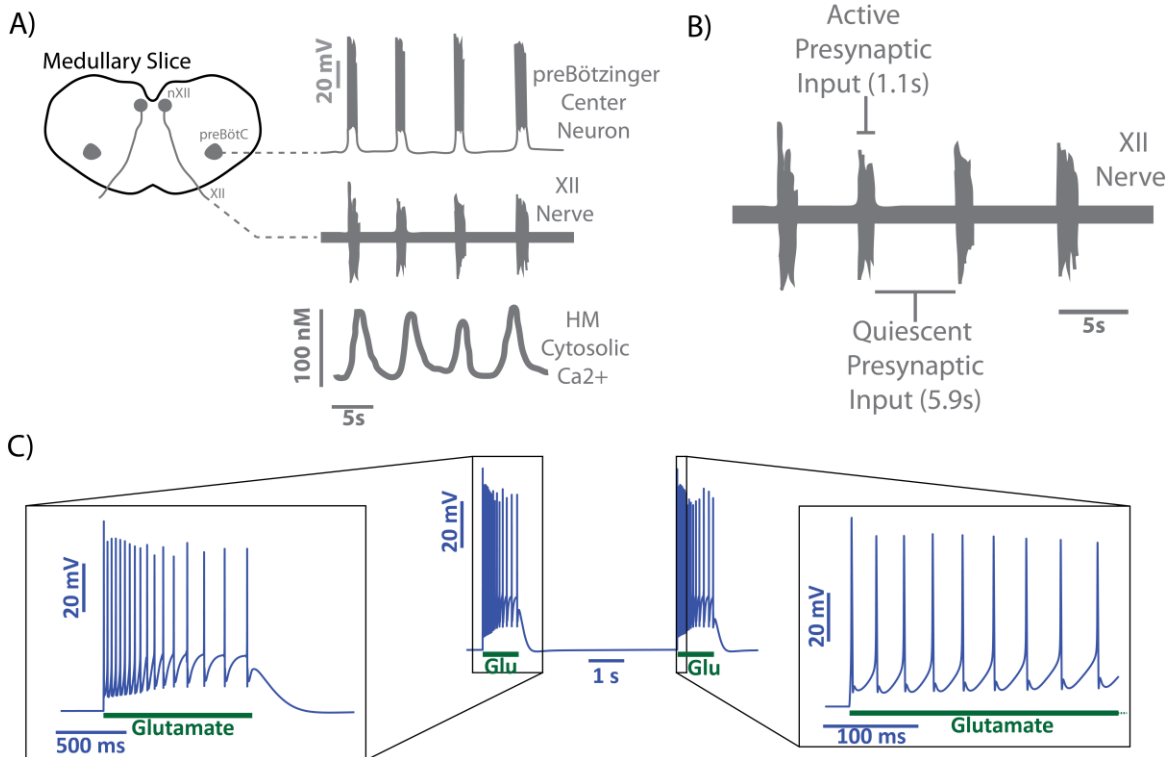 A)
Medullary Slice
nXII
preBötC
XII
20 mV
preBötzinger
Center
Neuron
XII
Nerve
100 nM
HM
Cytosolic
Ca2+
5s
B)
Active
Presynaptic
Input (1.1s)
XII
Nerve
Quiescent
Presynaptic
Input (5.9s)
5s
C)
20 mV
Glutamate
500 ms
20 mV
Glu
Glu
1 s
20 mV
Glutamate
100 ms